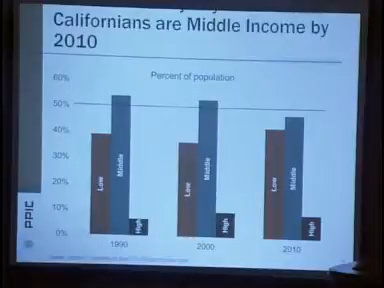 Californians are Middle Income by
2010
Percent of population
60%
50%
40%
30%
20%
10%
0%
Low
Middle
High
Low
Middle
High
Low
Middle
High
1990
2000
2010
PPIC